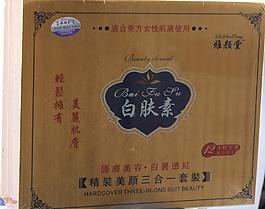 適合東方女性肌膚使用
雅顏堂
Beauty element
Bai Fu Su
白肤素
輕鬆擁有
美麗肌膚
護膚美容·白裏透紅
精裝美顏三合一套裝
HARDCOVER THREE-IN-ONE SUIT BEAUTY